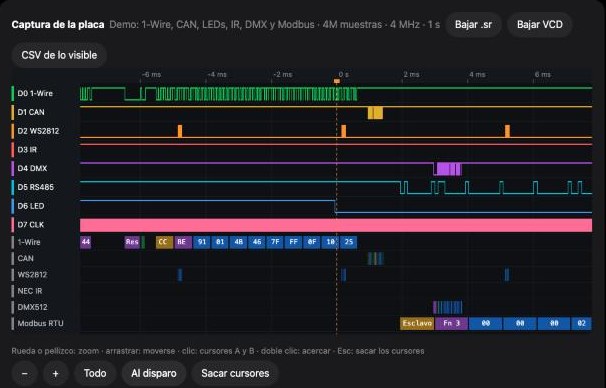 Captura de la placa Demo: 1-Wire, CAN, LEDs, IR, DMX y Modbus · 4M muestras · 4 MHz · 1 s Bajar .sr Bajar VCD
CSV de lo visible
-6 ms -4 ms -2 ms 0 s 2 ms 4 ms 6 ms
D0 1-Wire
D1 CAN
D2 WS2812
D3 IR
D4 DMX
D5 RS485
D6 LED
D7 CLK
1-Wire 44 Res CC BE 91 01 4B 46 7F FF 0F 10 25
CAN
WS2812
NEC IR
DMX512
Modbus RTU Esclavo Fn 3 00 00 00 02
Rueda o pellizco: zoom · arrastrar: moverse · clic: cursores A y B · doble clic: acercar · Esc: sacar los cursores
− + Todo Al disparo Sacar cursores